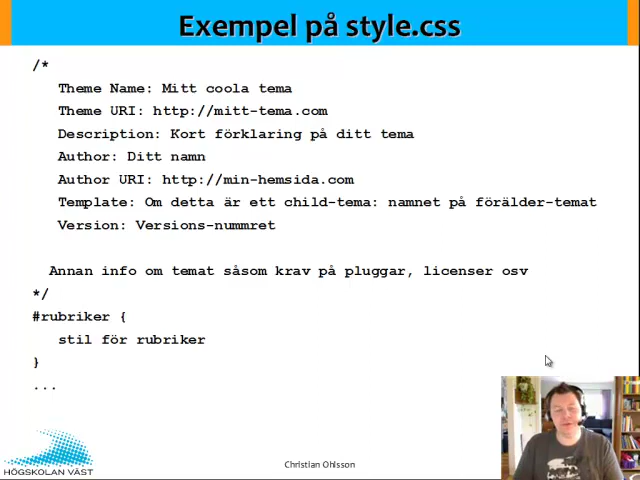 Exempel på style.css
/*
Theme Name: Mitt coola tema
Theme URI: http://mitt-tema.com
Description: Kort förklaring på ditt tema
Author: Ditt namn
Author URI: http://min-hemsida.com
Template: Om detta är ett child-tema: namnet på förälder-temat
Version: Versions-nummret
Annan info om temat såsom krav på pluggar, licenser osv
*/
#rubriker {
stil för rubriker
}
...
HÖGSKOLAN VÄST
Christian Ohlsson